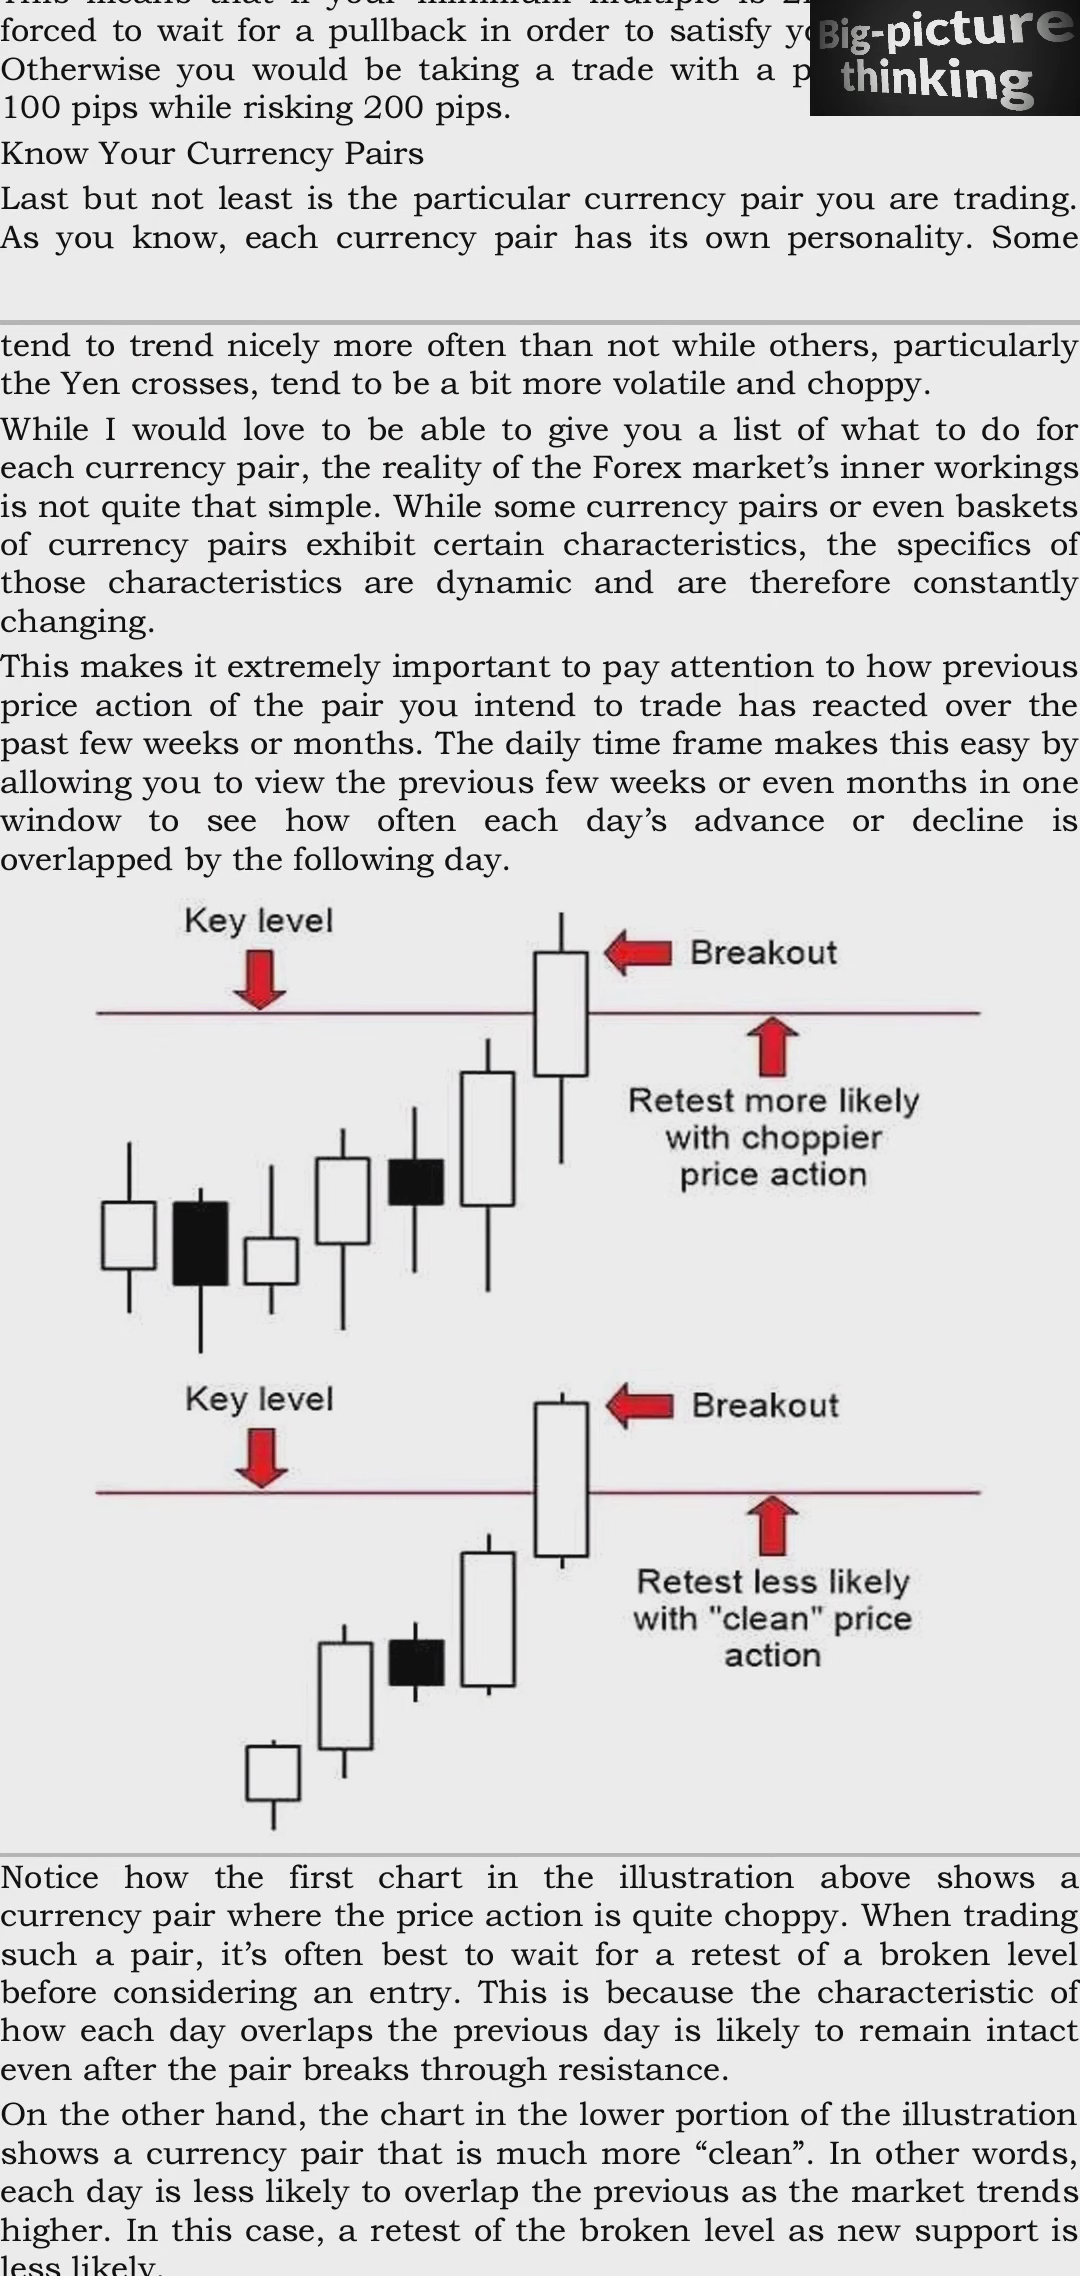 forced to wait for a pullback in order to satisfy
Otherwise you would be taking a trade with a
100 pips while risking 200 pips.
Big-picture
thinking
Know Your Currency Pairs
Last but not least is the particular currency pair you are trading.
As you know, each currency pair has its own personality. Some
tend to trend nicely more often than not while others, particularly
the Yen crosses, tend to be a bit more volatile and choppy.
While I would love to be able to give you a list of what to do for
each currency pair, the reality of the Forex market’s inner workings
is not quite that simple. While some currency pairs or even baskets
of currency pairs exhibit certain characteristics, the specifics of
those characteristics are dynamic and are therefore constantly
changing.
This makes it extremely important to pay attention to how previous
price action of the pair you intend to trade has reacted over the
past few weeks or months. The daily time frame makes this easy by
allowing you to view the previous few weeks or even months in one
window to see how often each day’s advance or decline is
overlapped by the following day.
Key level
Breakout
Retest more likely
with choppier
price action
Key level
Breakout
Retest less likely
with "clean" price
action
Notice how the first chart in the illustration above shows a
currency pair where the price action is quite choppy. When trading
such a pair, it’s often best to wait for a retest of a broken level
before considering an entry. This is because the characteristic of
how each day overlaps the previous day is likely to remain intact
even after the pair breaks through resistance.
On the other hand, the chart in the lower portion of the illustration
shows a currency pair that is much more “clean”. In other words,
each day is less likely to overlap the previous as the market trends
higher. In this case, a retest of the broken level as new support is
less likely.